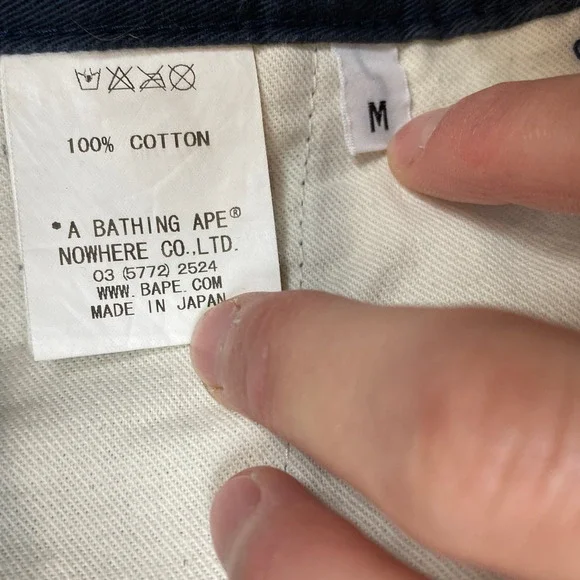 100% COTTON
*A BATHING APE®
NOWHERE CO.,LTD.
03 (5772) 2524
WWW.BAPE.COM
MADE IN JAPAN
M